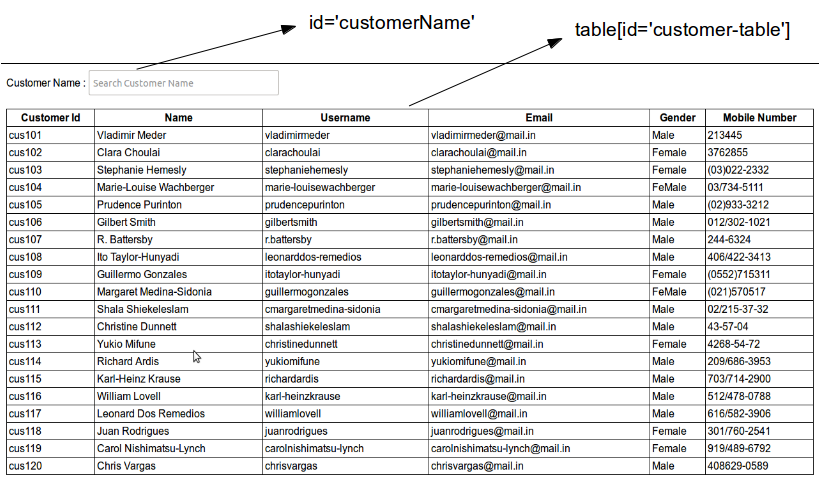 id='customerName'
table[id='customer-table']
Customer Name : Search Customer Name
Customer Id Name Username Email Gender Mobile Number
cus101 Vladimir Meder vladimirmeder vladimirmeder@mail.in Male 213445
cus102 Clara Choulai clarachoulai clarachoulai@mail.in Female 3762855
cus103 Stephanie Hemesly stephaniehemesly stephaniehemesly@mail.in Female (03)022-2332
cus104 Marie-Louise Wachberger marie-louisewachberger marie-louisewachberger@mail.in FeMale 03/734-5111
cus105 Prudence Purinton prudencepurinton prudencepurinton@mail.in Male (02)933-3212
cus106 Gilbert Smith gilbertsmith gilbertsmith@mail.in Male 012/302-1021
cus107 R. Battersby r.battersby r.battersby@mail.in Male 244-6324
cus108 Ito Taylor-Hunyadi leonarddos-remedios leonarddos-remedios@mail.in Male 406/422-3413
cus109 Guillermo Gonzales itotaylor-hunyadi itotaylor-hunyadi@mail.in FeMale (0552)715311
cus110 Margaret Medina-Sidonia guillermogonzales guillermogonzales@mail.in FeMale (021)570517
cus111 Shala Shiekeleslam cmargaretmedina-sidonia cmargaretmedina-sidonia@mail.in Male 02/215-37-32
cus112 Christine Dunnett shalashiekeleslam shalashiekeleslam@mail.in Male 43-57-04
cus113 Yukio Mifune christinedunnett christinedunnett@mail.in Female 4268-54-72
cus114 Richard Ardis yukiomifune yukiomifune@mail.in Male 209/686-3953
cus115 Karl-Heinz Krause richardardis richardardis@mail.in Male 703/714-2900
cus116 William Lovell karl-heinzkrause karl-heinzkrause@mail.in Male 512/478-0788
cus117 Leonard Dos Remedios williamlovell williamlovell@mail.in Male 616/582-3906
cus118 Juan Rodrigues juanrodrigues juanrodrigues@mail.in Female 301/760-2541
cus119 Carol Nishimatsu-Lynch carolnishimatsu-lynch carolnishimatsu-lynch@mail.in Female 919/489-6792
cus120 Chris Vargas chrisvargas chrisvargas@mail.in Male 408629-0589